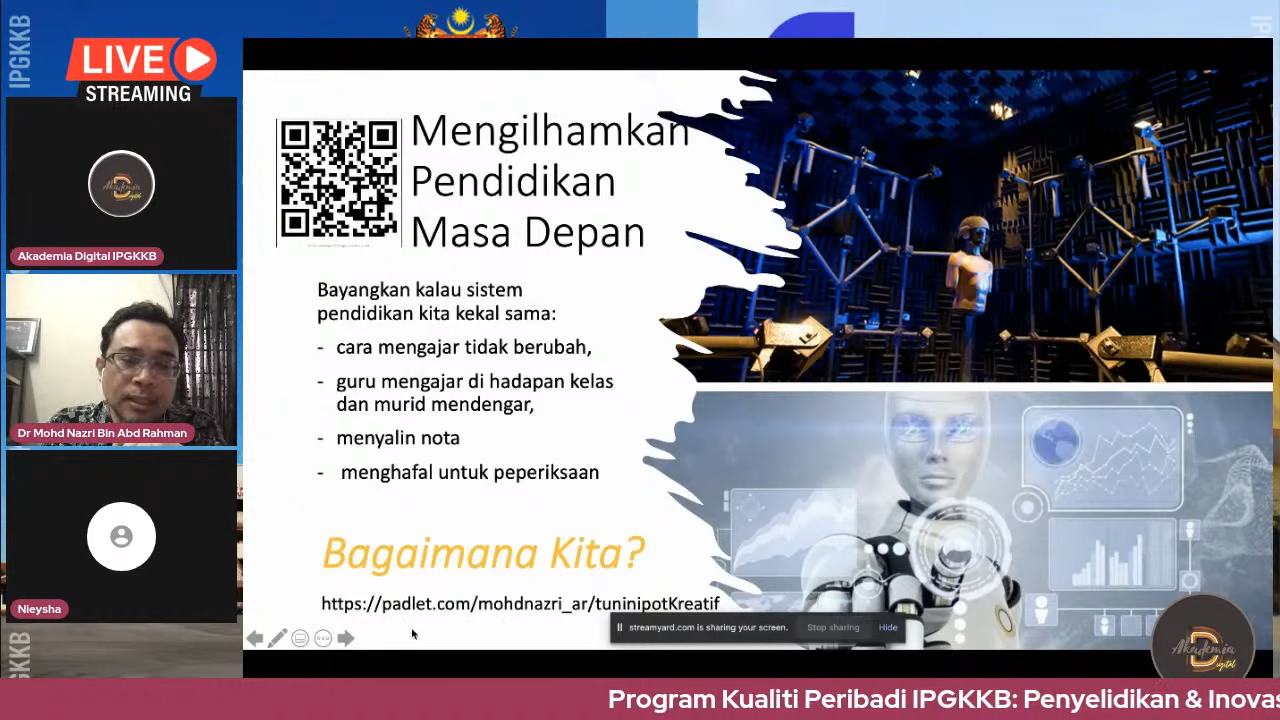 IPGKKB
LIVE
STREAMING
Akademia
Digital
Akademia Digital IPGKKB
Dr Mohd Nazri Bin Abd Rahman
Nieysha
Mengilhamkan
Pendidikan
Masa Depan
Bayangkan kalau sistem
pendidikan kita kekal sama:
- cara mengajar tidak berubah,
- guru mengajar di hadapan kelas
dan murid mendengar,
- menyalin nota
- menghafal untuk peperiksaan
Bagaimana Kita?
https://padlet.com/mohdnazri_ar/tuninipotKreatif
streamyard.com is sharing your screen.
Stop sharing
Hide
Akademia
Digital
KKB
Program Kualiti Peribadi IPGKKB: Penyelidikan & Inovas